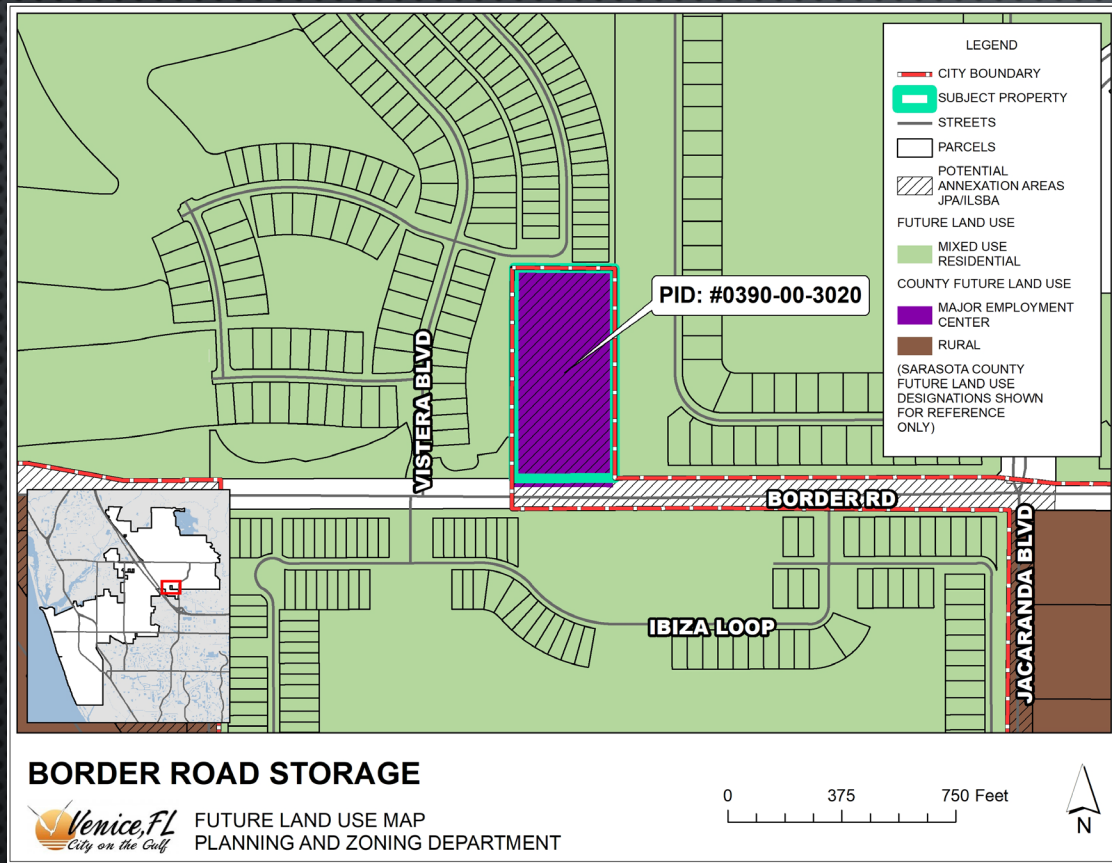 LEGEND
CITY BOUNDARY
SUBJECT PROPERTY
STREETS
PARCELS
POTENTIAL
ANNEXATION AREAS
JPA/ILSBA
FUTURE LAND USE
MIXED USE
RESIDENTIAL
COUNTY FUTURE LAND USE
MAJOR EMPLOYMENT
CENTER
RURAL
(SARASOTA COUNTY
FUTURE LAND USE
DESIGNATIONS SHOWN
FOR REFERENCE
ONLY)
PID: #0390-00-3020
VISTERA BLVD
BORDER RD
JACARANDA BLVD
IBIZA LOOP
BORDER ROAD STORAGE
Venice, FL
City on the Gulf
FUTURE LAND USE MAP
PLANNING AND ZONING DEPARTMENT
0 375 750 Feet
N